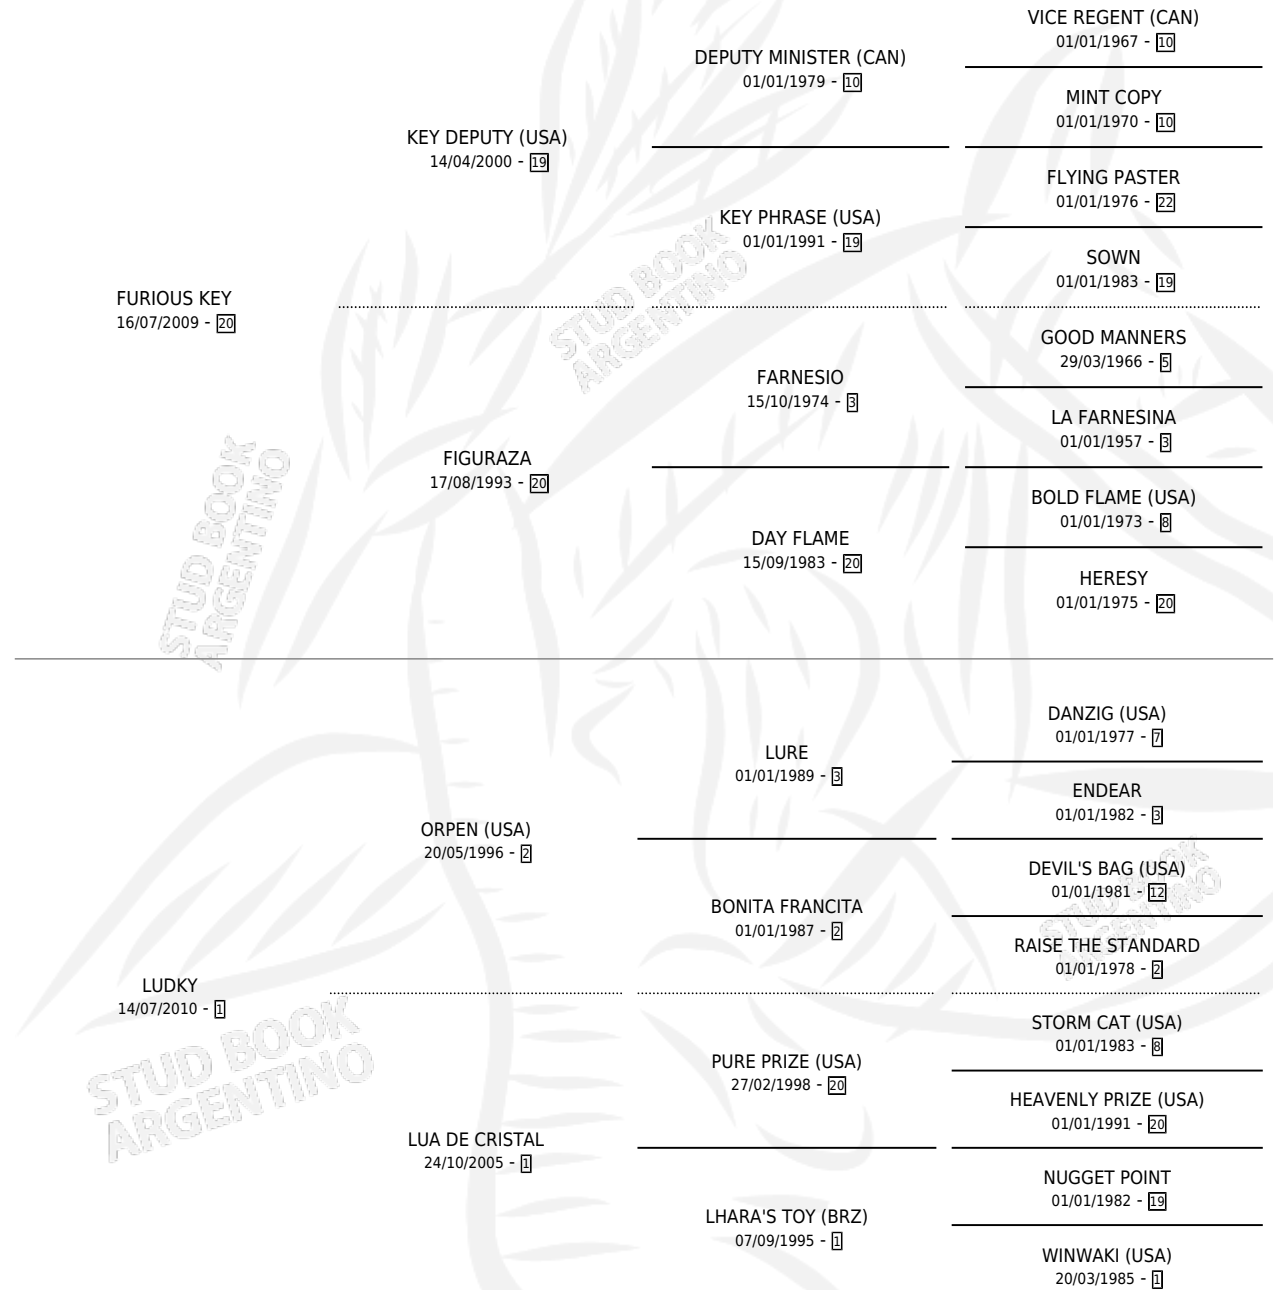 VICE REGENT (CAN)
01/01/1967 - 10
DEPUTY MINISTER (CAN)
01/01/1979 - 10
MINT COPY
01/01/1970 - 10
KEY DEPUTY (USA)
14/04/2000 - 19
FLYING PASTER
01/01/1976 - 22
KEY PHRASE (USA)
01/01/1991 - 19
SOWN
01/01/1983 - 19
FURIOUS KEY
16/07/2009 - 20
GOOD MANNERS
29/03/1966 - 5
FARNESIO
15/10/1974 - 3
LA FARNESINA
01/01/1957 - 3
FIGURAZA
17/08/1993 - 20
BOLD FLAME (USA)
01/01/1973 - 8
DAY FLAME
15/09/1983 - 20
HERESY
01/01/1975 - 20
STUD BOOK
ARGENTINO
STUD BOOK
ARGENTINO
DANZIG (USA)
01/01/1977 - 7
LURE
01/01/1989 - 3
ENDEAR
01/01/1982 - 3
ORPEN (USA)
20/05/1996 - 2
DEVIL'S BAG (USA)
01/01/1981 - 12
BONITA FRANCITA
01/01/1987 - 2
RAISE THE STANDARD
01/01/1978 - 2
LUDKY
14/07/2010 - 1
STORM CAT (USA)
01/01/1983 - 8
PURE PRIZE (USA)
27/02/1998 - 20
HEAVENLY PRIZE (USA)
01/01/1991 - 20
LUA DE CRISTAL
24/10/2005 - 1
NUGGET POINT
01/01/1982 - 19
LHARA'S TOY (BRZ)
07/09/1995 - 1
WINWAKI (USA)
20/03/1985 - 1
STUD BOOK
ARGENTINO
STUD BOOK
ARGENTINO